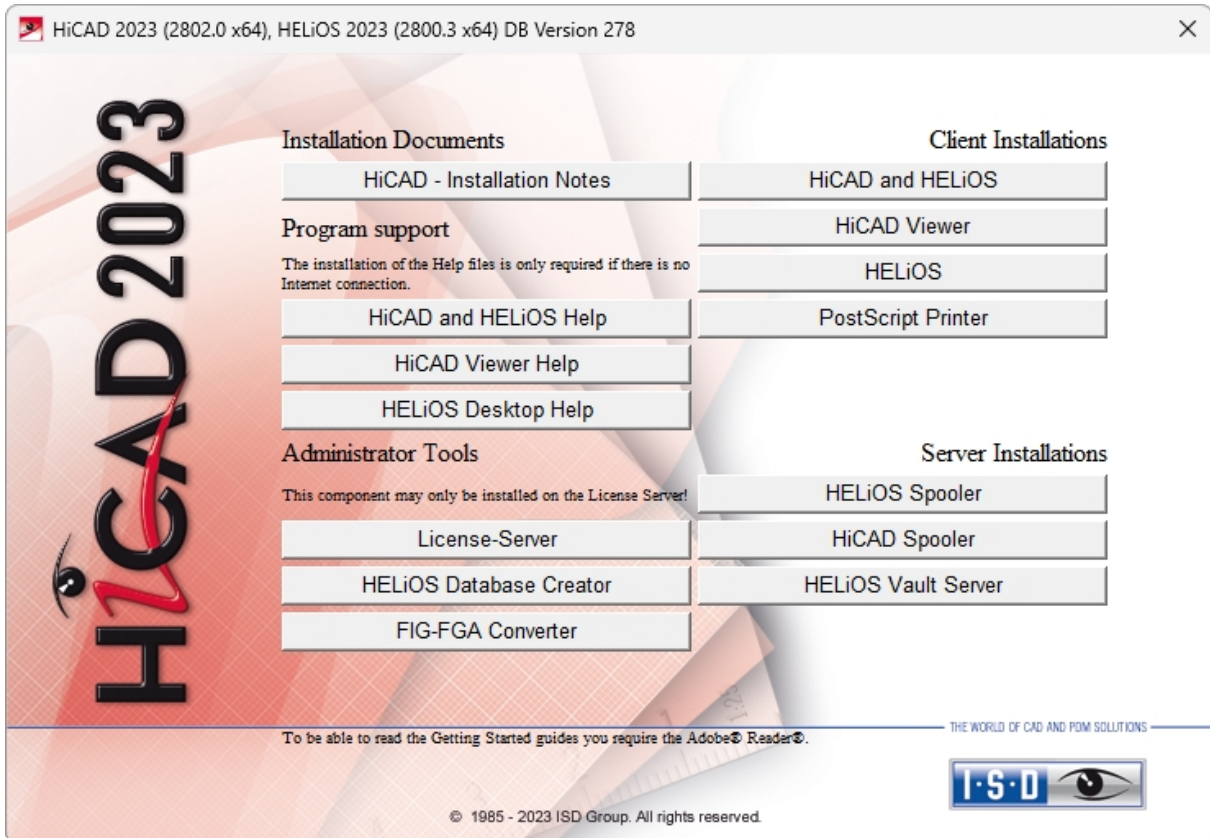 HiCAD 2023 (2802.0 x64), HELiOS 2023 (2800.3 x64) DB Version 278
HiCAD 2023
Installation Documents
HiCAD - Installation Notes
Program support
The installation of the Help files is only required if there is no
Internet connection.
HiCAD and HELiOS Help
HiCAD Viewer Help
HELiOS Desktop Help
Administrator Tools
This component may only be installed on the License Server!
License-Server
HELiOS Database Creator
FIG-FGA Converter
Client Installations
HiCAD and HELiOS
HiCAD Viewer
HELiOS
PostScript Printer
Server Installations
HELiOS Spooler
HiCAD Spooler
HELiOS Vault Server
1:25
THE WORLD OF CAD AND PDM SOLUTIONS
To be able to read the Getting Started guides you require the Adobe® Reader®.
I·S·D
© 1985 - 2023 ISD Group. All rights reserved.